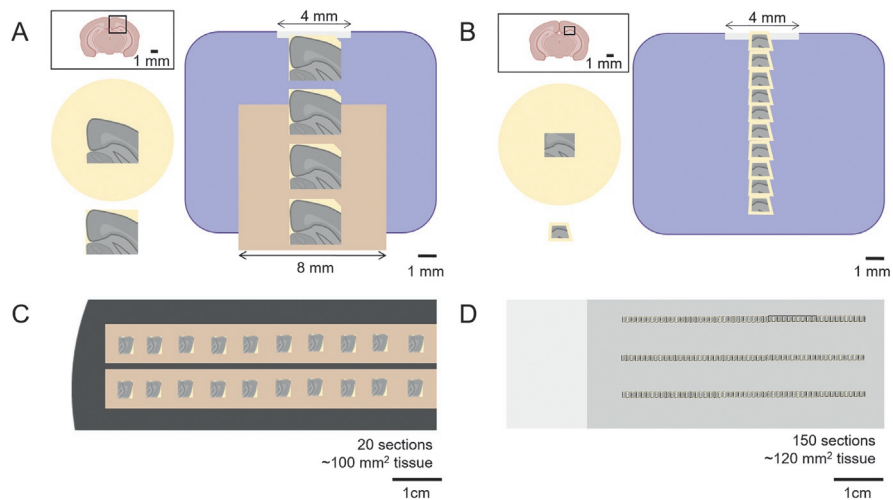 A
1 mm
4 mm
8 mm
1 mm
B
1 mm
4 mm
1 mm
C
20 sections
~100 mm² tissue
1cm
D
150 sections
~120 mm² tissue
1cm